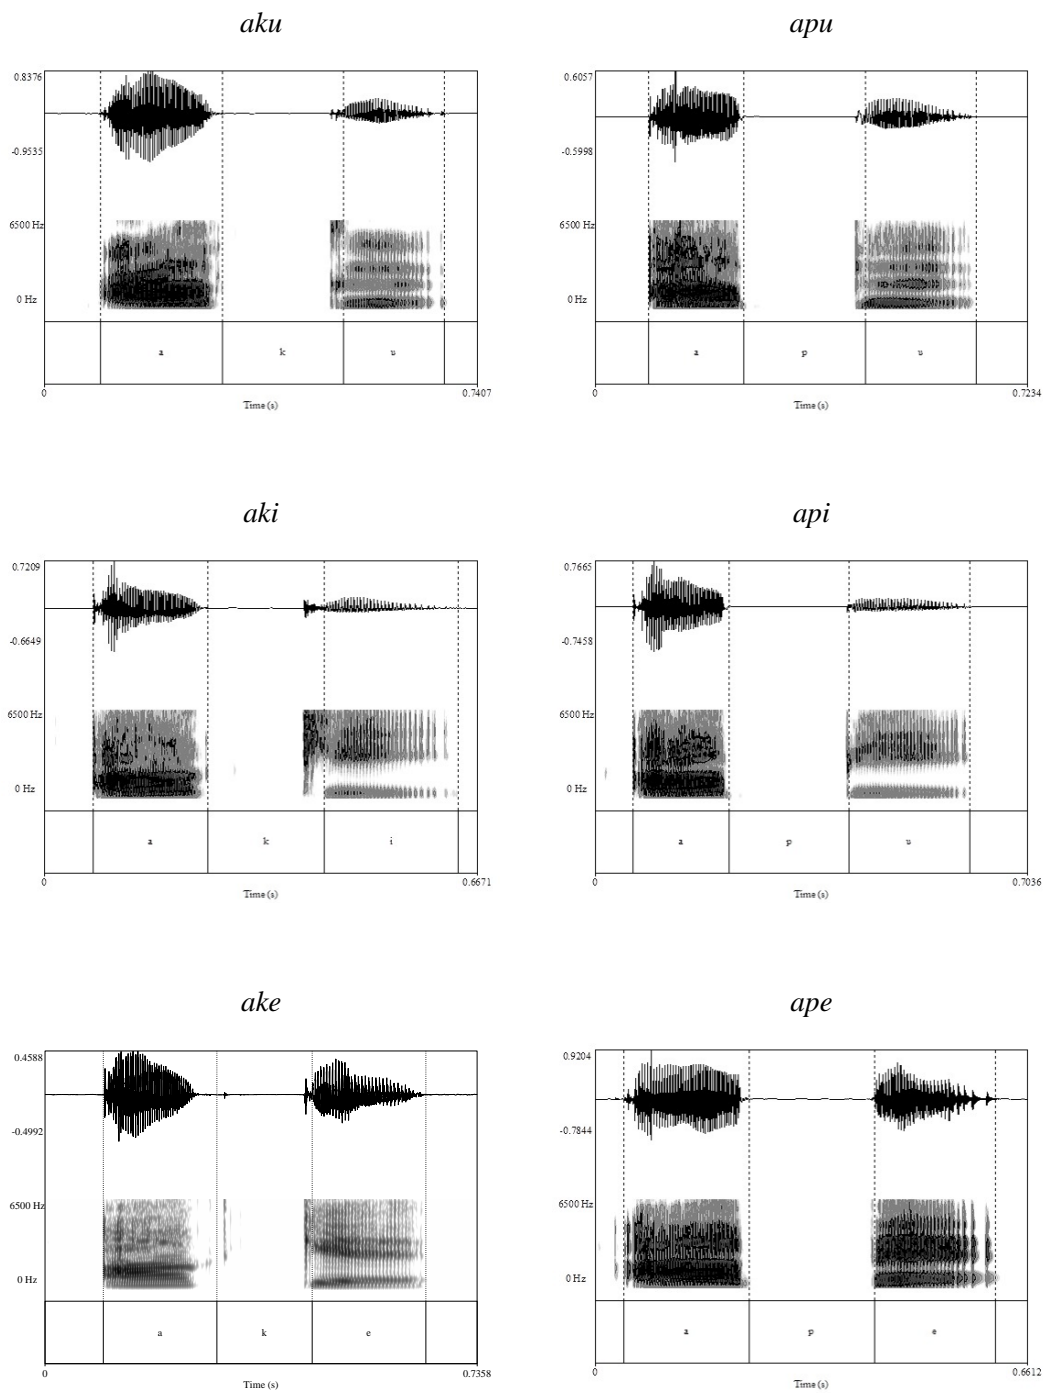 aku
0.8376
-0.9535
6500 Hz
0 Hz
a k u
0 0.7407
Time (s)
apu
0.6057
-0.5998
6500 Hz
0 Hz
a p u
0 0.7234
Time (s)
aki
0.7209
-0.6649
6500 Hz
0 Hz
a k i
0 0.6671
Time (s)
api
0.7665
-0.7458
6500 Hz
0 Hz
a p u
0 0.7036
Time (s)
ake
0.4588
-0.4992
6500 Hz
0 Hz
a k e
0 0.7358
Time (s)
ape
0.9204
-0.7844
6500 Hz
0 Hz
a p e
0 0.6612
Time (s)